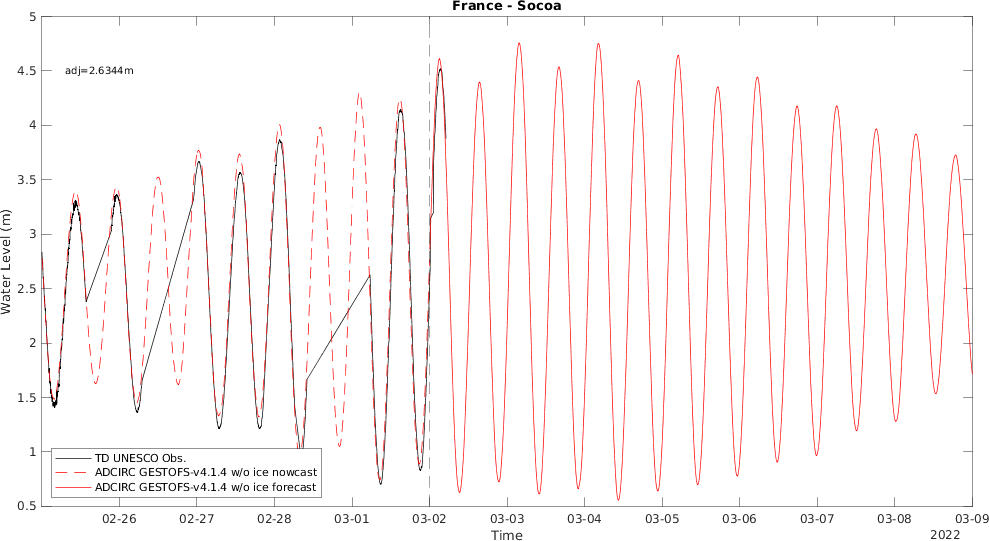 France - Socoa
5
4.5
4
3.5
3
2.5
2
1.5
1
0.5
Water Level (m)
adj=2.6344m
TD UNESCO Obs.
ADCIRC GESTOFS-v4.1.4 w/o ice nowcast
ADCIRC GESTOFS-v4.1.4 w/o ice forecast
02-26 02-27 02-28 03-01 03-02 03-03 03-04 03-05 03-06 03-07 03-08 03-09
Time
2022